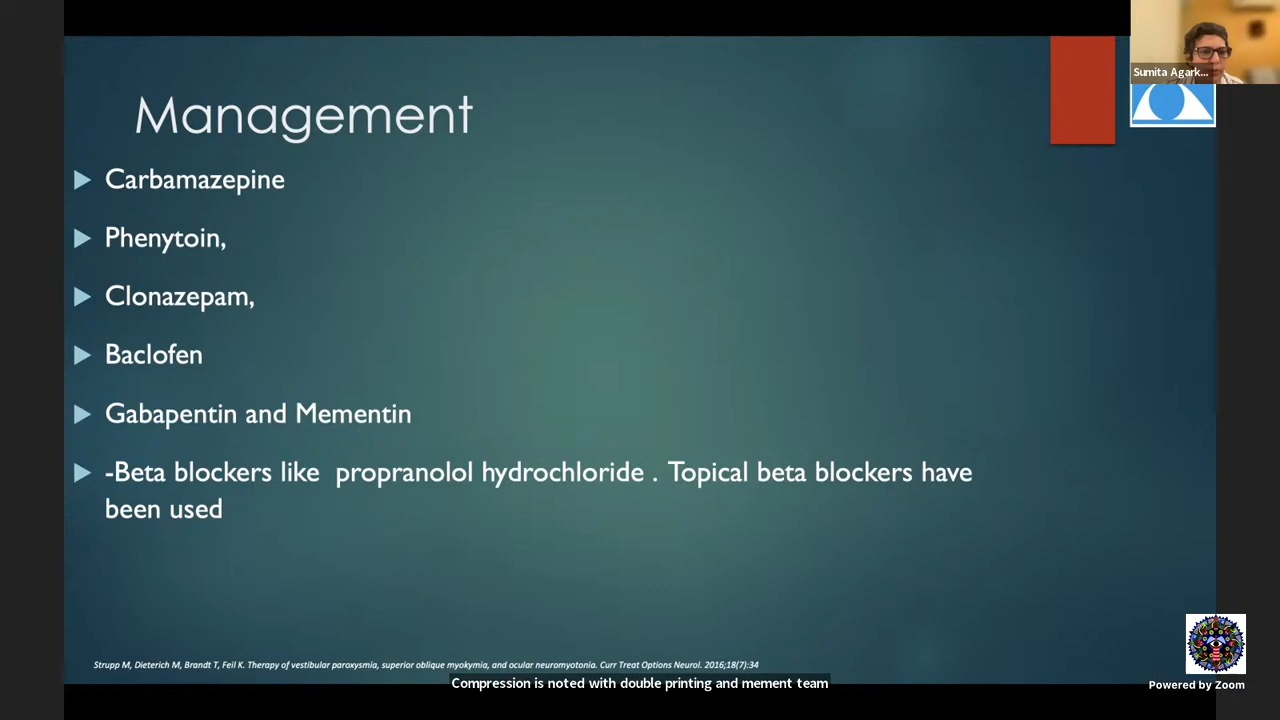 Sumita Agark...
Management
Carbamazepine
Phenytoin,
Clonazepam,
Baclofen
Gabapentin and Mementin
-Beta blockers like propranolol hydrochloride . Topical beta blockers have
been used
Strupp M, Dieterich M, Brandt T, Feil K. Therapy of vestibular paroxysmia, superior oblique myokymia, and ocular neuromyotonia. Curr Treat Options Neurol. 2016;18(7):34
Compression is noted with double printing and mement team
Powered by Zoom